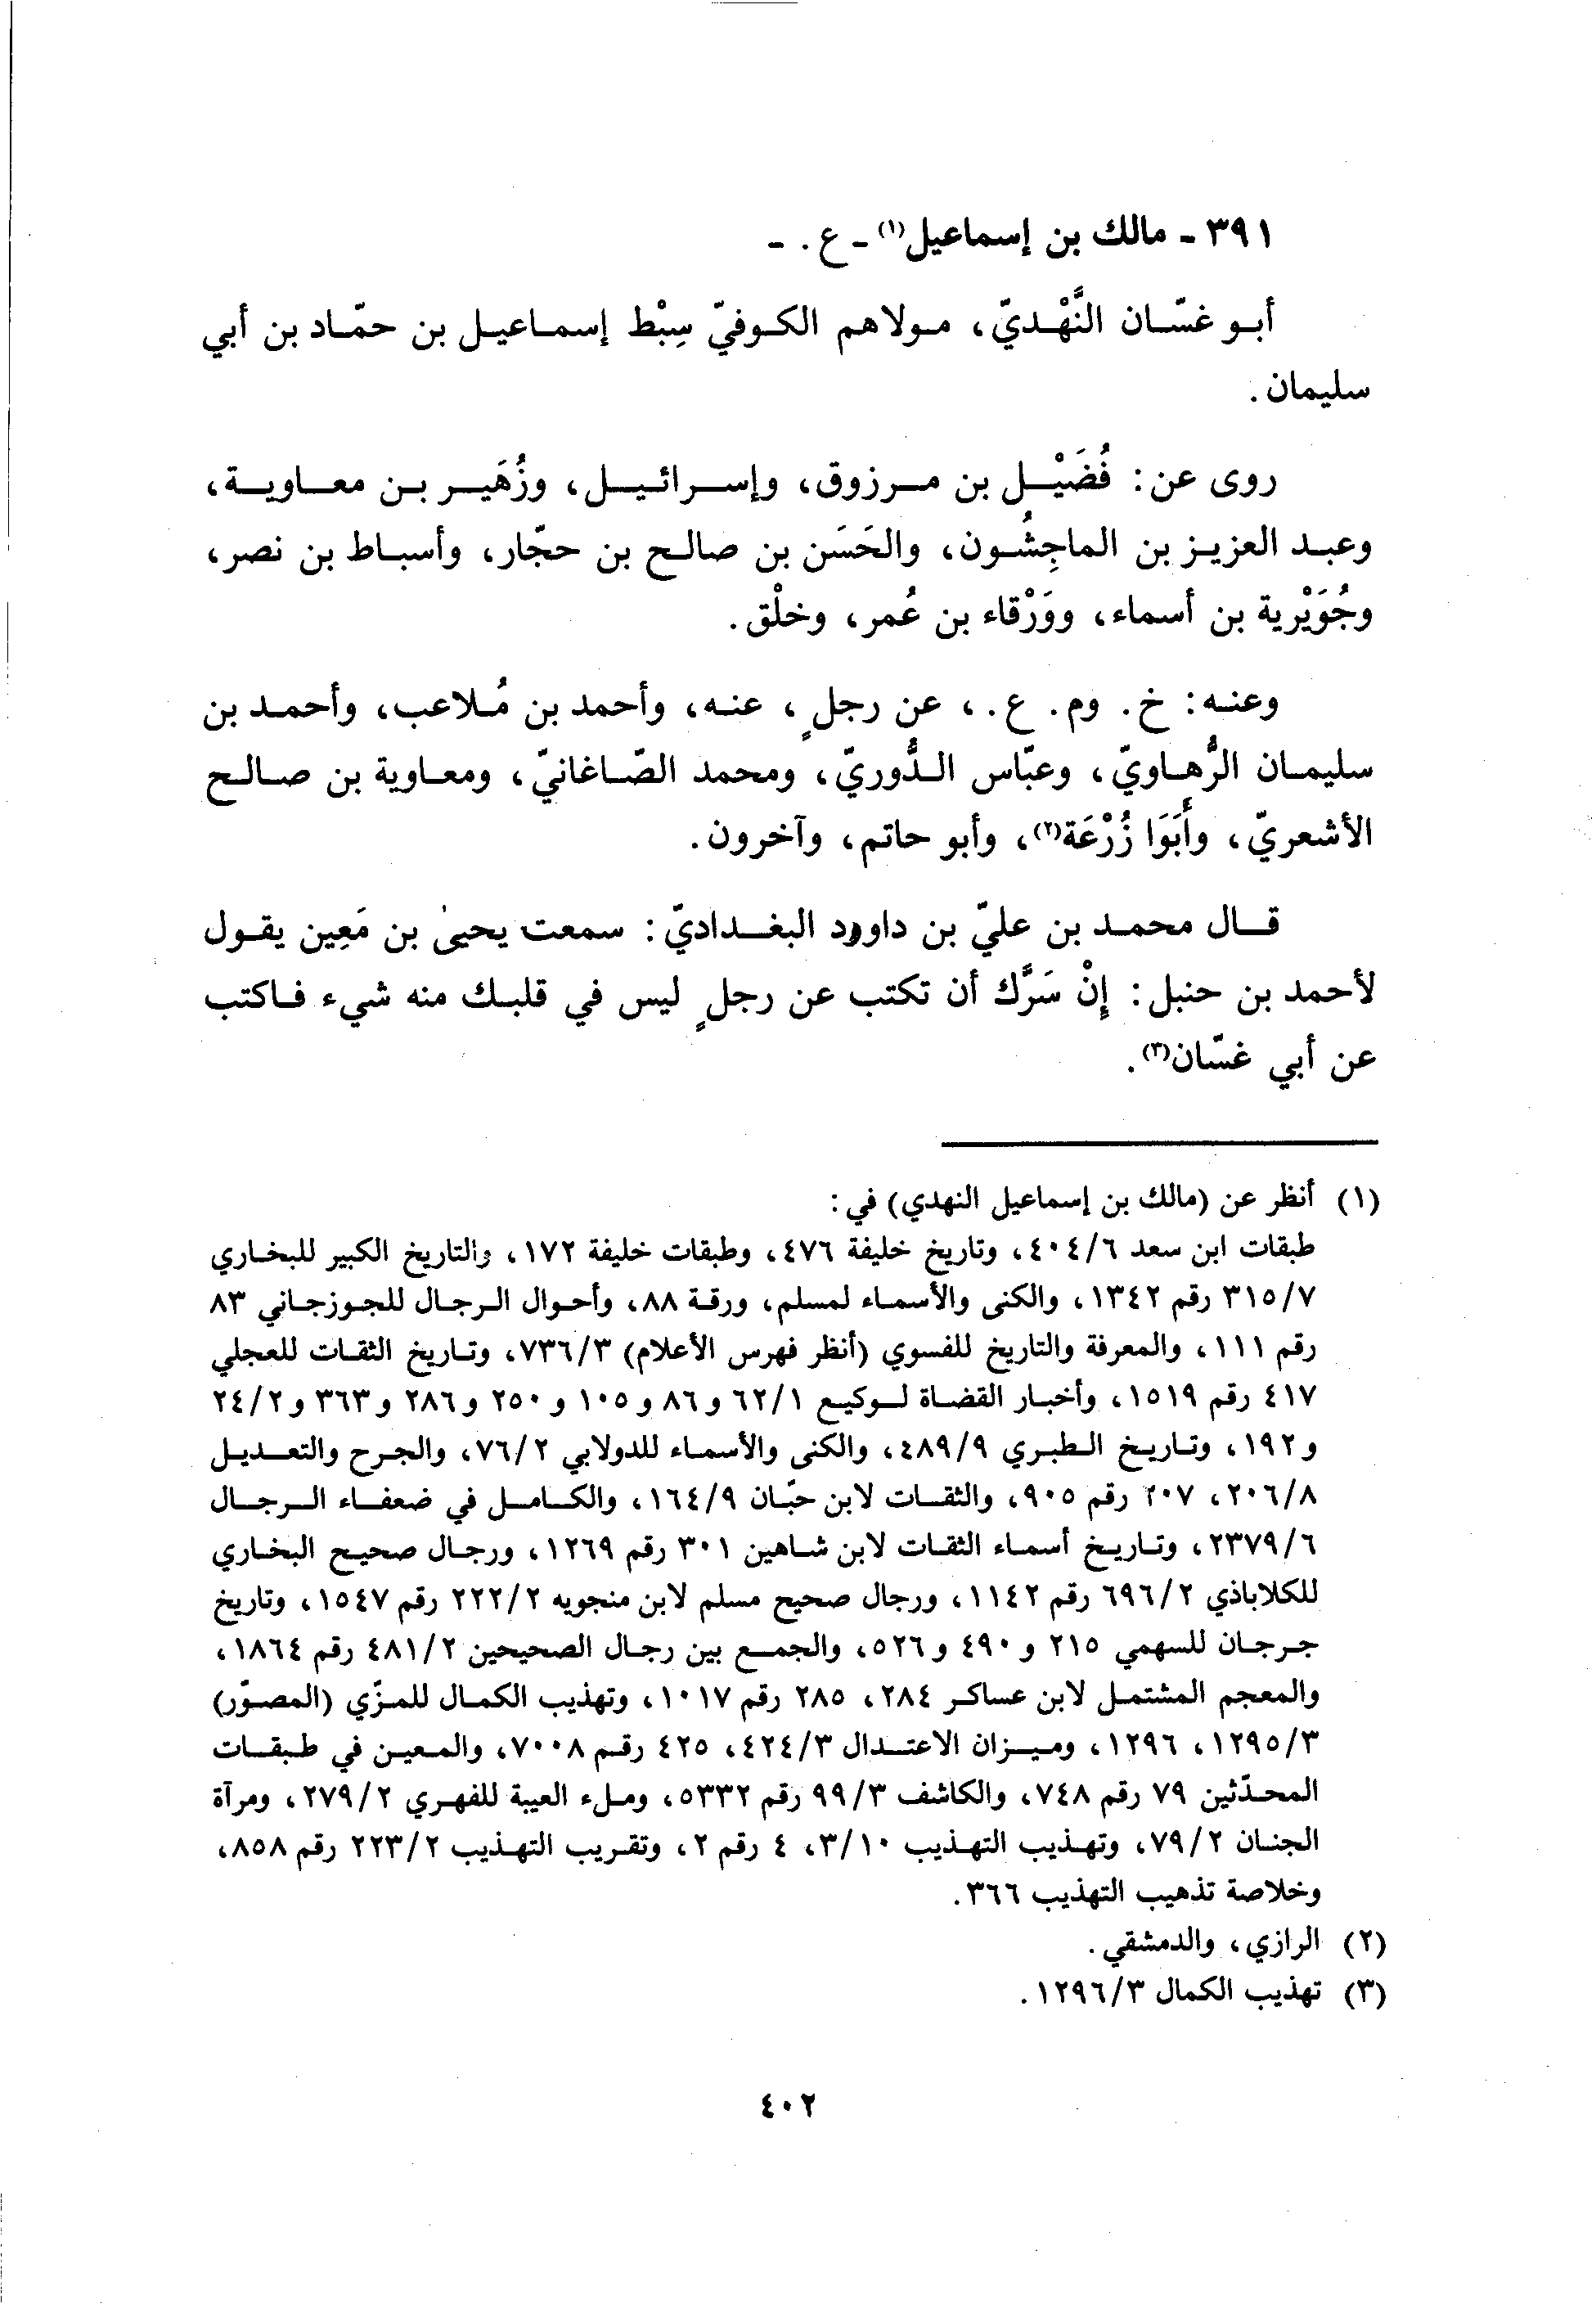 ٣٩١ - مالك بن إسماعيل(١) - ع. -
أبو غسّان النَّهْديّ، مولاهم الكوفيّ سِبْط إسماعيل بن حمّاد بن أبي
سليمان.
روى عن: فُضَيْل بن مرزوق، وإسرائيل، وزُهَير بن معاوية،
وعبد العزيز بن الماجِشُون، والحَسَن بن صالح بن حجّار، وأسباط بن نصر،
وجُوَيْرية بن أسماء، ووَرْقاء بن عُمر، وخلْق.
وعنه: خ. وم. ع.، عن رجلٍ، عنه، وأحمد بن مُلاعب، وأحمد بن
سليمان الرُّهاويّ، وعبّاس الدُّوريّ، ومحمد الصّاغانيّ، ومعاوية بن صالح
الأشعريّ، وأَبَوَا زُرْعَة(٢)، وأبو حاتم، وآخرون.
قال محمد بن عليّ بن داوود البغداديّ: سمعت يحيىٰ بن مَعِين يقول
لأحمد بن حنبل: إِنْ سَرَّك أن تكتب عن رجلٍ ليس في قلبك منه شيء فاكتب
عن أبي غسّان(٣).
(١) أنظر عن (مالك بن إسماعيل النهدي) في:
طبقات ابن سعد ٤٠٤/٦، وتاريخ خليفة ٤٧٦، وطبقات خليفة ١٧٢، والتاريخ الكبير للبخاري
٣١٥/٧ رقم ١٣٤٢، والكنى والأسماء لمسلم، ورقة ٨٨، وأحوال الرجال للجوزجاني ٨٣
رقم ١١١، والمعرفة والتاريخ للفسوي (أنظر فهرس الأعلام) ٧٣٦/٣، وتاريخ الثقات للعجلي
٤١٧ رقم ١٥١٩، وأخبار القضاة لوكيع ٦٢/١ و٨٦ و١٠٥ و٢٥٠ و٢٨٦ و٣٦٣ و٢٤/٢
و١٩٢، وتاريخ الطبري ٤٨٩/٩، والكنى والأسماء للدولابي ٧٦/٢، والجرح والتعديل
٢٠٦/٨، ٢٠٧ رقم ٩٠٥، والثقات لابن حبّان ١٦٤/٩، والكامل في ضعفاء الرجال
٢٣٧٩/٦، وتاريخ أسماء الثقات لابن شاهين ٣٠١ رقم ١٢٦٩، ورجال صحيح البخاري
للكلاباذي ٦٩٦/٢ رقم ١١٤٢، ورجال صحيح مسلم لابن منجويه ٢٢٢/٢ رقم ١٥٤٧، وتاريخ
جرجان للسهمي ٢١٥ و٤٩٠ و٥٢٦، والجمع بين رجال الصحيحين ٤٨١/٢ رقم ١٨٦٤،
والمعجم المشتمل لابن عساكر ٢٨٤، ٢٨٥ رقم ١٠١٧، وتهذيب الكمال للمزّي (المصوّر)
١٢٩٥/٣، ١٢٩٦، وميزان الاعتدال ٤٢٤/٣، ٤٢٥ رقم ٧٠٠٨، والمعين في طبقات
المحدّثين ٧٩ رقم ٧٤٨، والكاشف ٩٩/٣ رقم ٥٣٣٢، وملء العيبة للفهري ٢٧٩/٢، ومرآة
الجنان ٧٩/٢، وتهذيب التهذيب ٣/١٠، ٤ رقم ٢، وتقريب التهذيب ٢٢٣/٢ رقم ٨٥٨،
وخلاصة تذهيب التهذيب ٣٦٦.
(٢) الرازي، والدمشقي.
(٣) تهذيب الكمال ١٢٩٦/٣.
٤٠٢